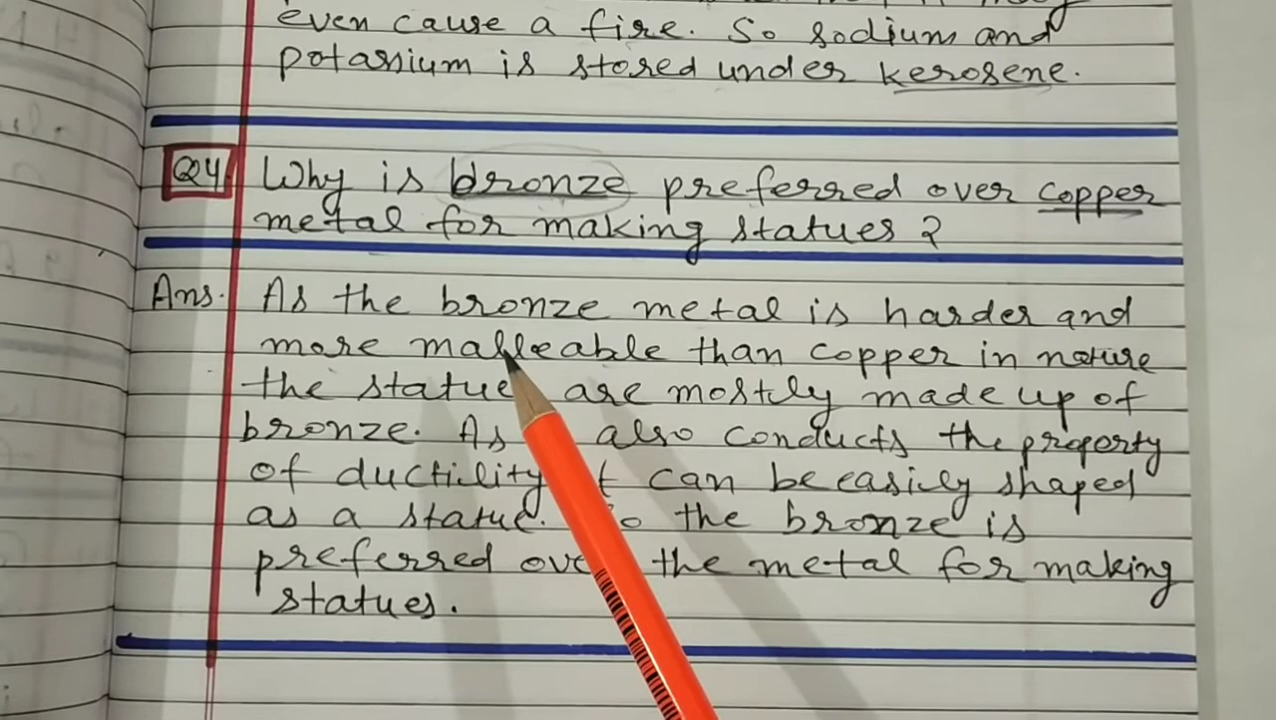 even cause a fire. So sodium and
potassium is stored under kerosene.
Q4. Why is bronze preferred over copper
metal for making statues ?
Ans. As the bronze metal is harder and
more malleable than copper in nature
the statue are mostly made up of
bronze. As also conducts the property
of ductility can be easily shaped
as a statue. the bronze is
preferred the metal for making
statues.